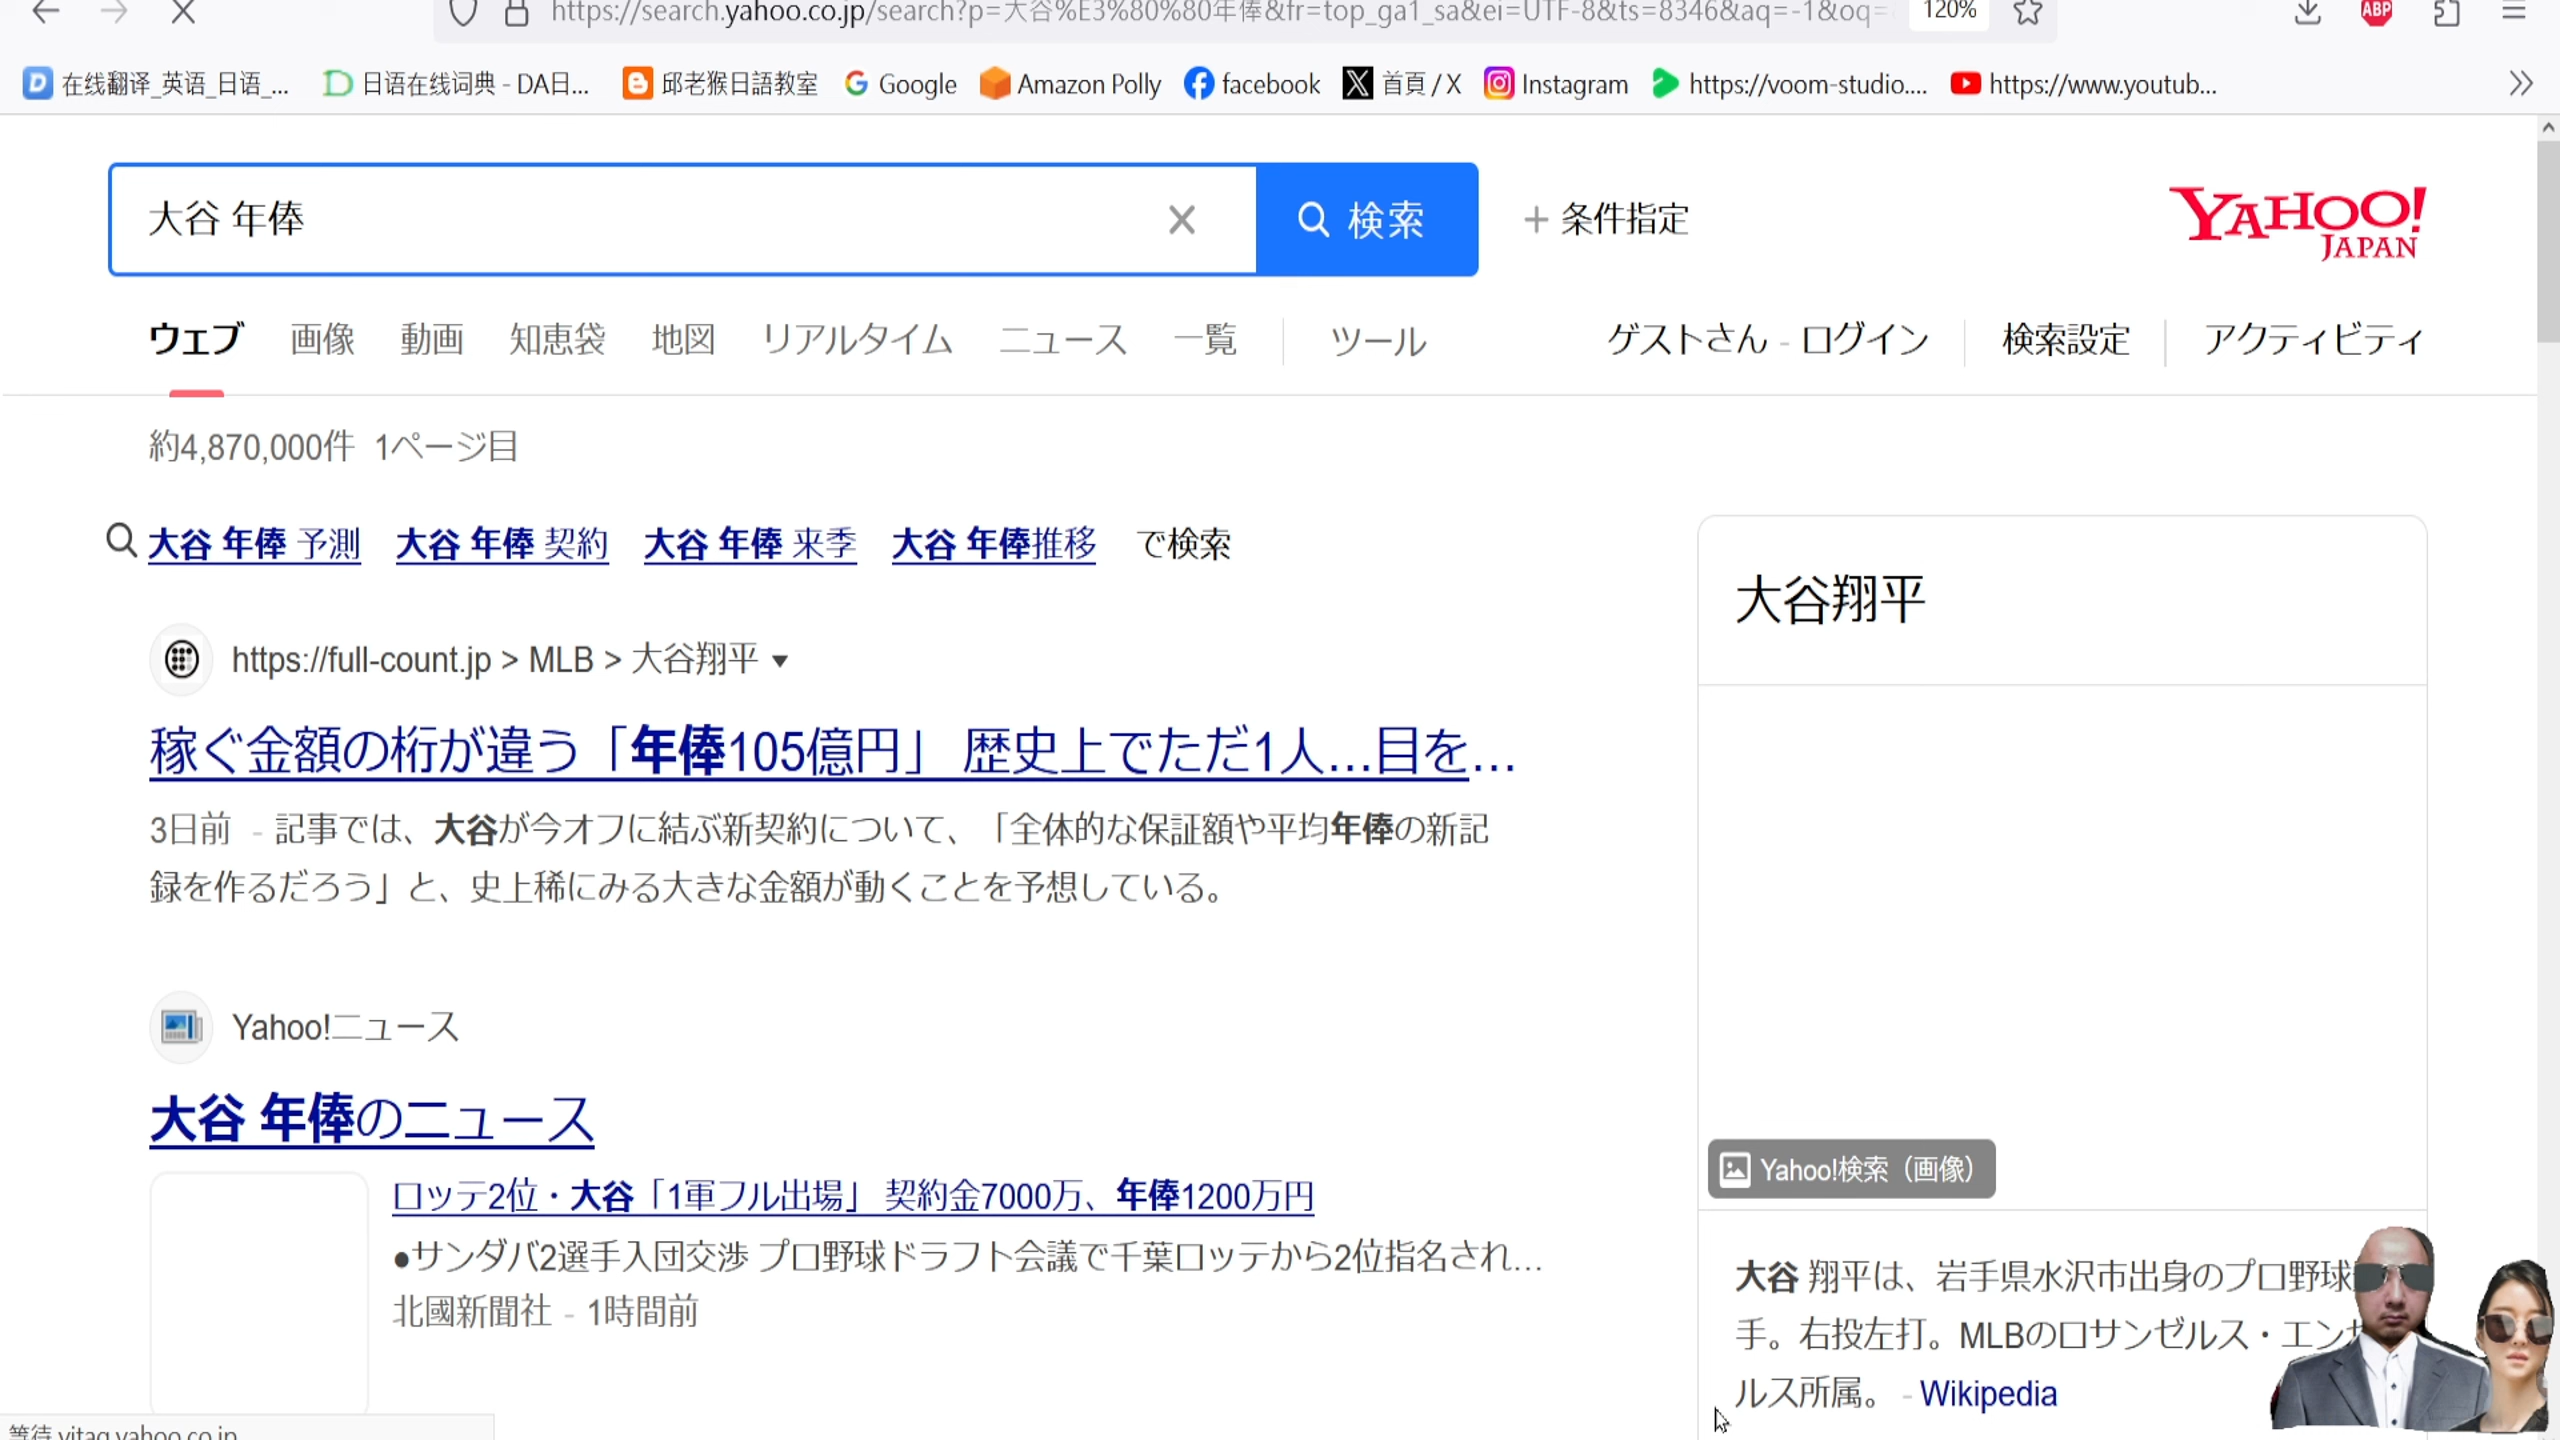 https://search.yahoo.co.jp/search?p=大谷%E3%80%80年俸&fr=top_ga1_sa&ei=UTF-8&ts=8346&aq=-1&oq=
120%
ABP
在线翻译_英语_日语_...
日语在线词典 - DA日...
邱老猴日語教室
Google
Amazon Polly
facebook
首頁 / X
Instagram
https://voom-studio....
https://www.youtub...
大谷 年俸
検索
+ 条件指定
YAHOO!
JAPAN
ウェブ 画像 動画 知恵袋 地図 リアルタイム ニュース 一覧 ツール
ゲストさん - ログイン 検索設定 アクティビティ
約4,870,000件 1ページ目
大谷 年俸 予測 大谷 年俸 契約 大谷 年俸 来季 大谷 年俸推移 で検索
https://full-count.jp > MLB > 大谷翔平
稼ぐ金額の桁が違う「年俸105億円」 歴史上でただ1人…目を...
3日前 - 記事では、大谷が今オフに結ぶ新契約について、「全体的な保証額や平均年俸の新記
録を作るだろう」と、史上稀にみる大きな金額が動くことを予想している。
Yahoo!ニュース
大谷 年俸のニュース
ロッテ2位・大谷「1軍フル出場」 契約金7000万、年俸1200万円
●サンダバ2選手入団交渉 プロ野球ドラフト会議で千葉ロッテから2位指名され...
北國新聞社 - 1時間前
大谷翔平
Yahoo!検索（画像）
大谷 翔平は、岩手県水沢市出身のプロ野球
手。右投左打。MLBのロサンゼルス・エン
ルス所属。 - Wikipedia
等待 yjtag.yahoo.co.jp